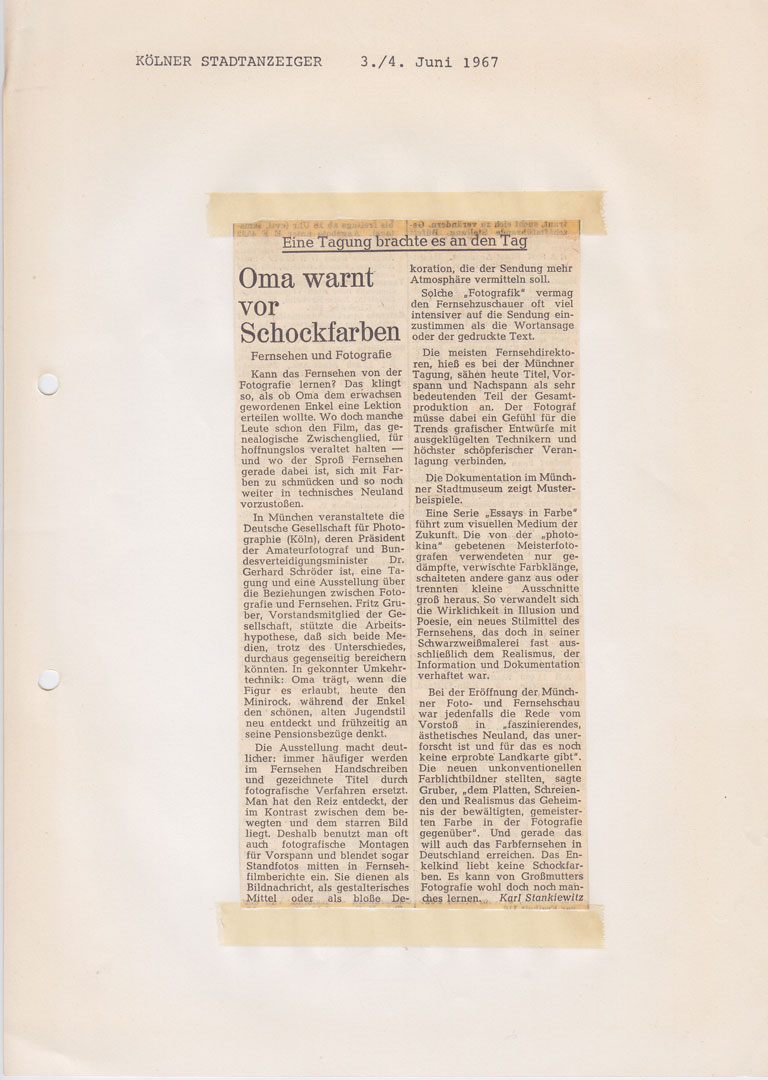 KÖLNER STADTANZEIGER 3./4. Juni 1967
Eine Tagung brachte es an den Tag
Oma warnt
vor
Schockfarben
Fernsehen und Fotografie
Kann das Fernsehen von der
Fotografie lernen? Das klingt
so, als ob Oma dem erwachsen
gewordenen Enkel eine Lektion
erteilen wollte. Wo doch manche
Leute schon den Film, das ge-
nealogische Zwischenglied, für
hoffnungslos veraltet halten —
und wo der Sproß Fernsehen
gerade dabei ist, sich mit Far-
ben zu schmücken und so noch
weiter in technisches Neuland
vorzustoßen.
In München veranstaltete die
Deutsche Gesellschaft für Photo-
graphie (Köln), deren Präsident
der Amateurfotograf und Bun-
desverteidigungsminister Dr.
Gerhard Schröder ist, eine Ta-
gung und eine Ausstellung über
die Beziehungen zwischen Foto-
grafie und Fernsehen. Fritz Gru-
ber, Vorstandsmitglied der Ge-
sellschaft, stützte die Arbeits-
hypothese, daß sich beide Me-
dien, trotz des Unterschiedes,
durchaus gegenseitig bereichern
könnten. In gekonnter Umkehr-
technik: Oma trägt, wenn die
Figur es erlaubt, heute den
Minirock, während der Enkel
den schönen, alten Jugendstil
neu entdeckt und frühzeitig an
seine Pensionsbezüge denkt.
Die Ausstellung macht deut-
licher: immer häufiger werden
im Fernsehen Handschreiben
und gezeichnete Titel durch
fotografische Verfahren ersetzt.
Man hat den Reiz entdeckt, der
im Kontrast zwischen dem be-
wegten und dem starren Bild
liegt. Deshalb benutzt man oft
auch fotografische Montagen
für Vorspann und blendet sogar
Standfotos mitten in Fernseh-
filmberichte ein. Sie dienen als
Bildnachricht, als gestalterisches
Mittel oder als bloße De-
koration, die der Sendung mehr
Atmosphäre vermitteln soll.
Solche „Fotografik" vermag
den Fernsehzuschauer oft viel
intensiver auf die Sendung ein-
zustimmen als die Wortansage
oder der gedruckte Text.
Die meisten Fernsehdirekto-
ren, hieß es bei der Münchner
Tagung, sähen heute Titel, Vor-
spann und Nachspann als sehr
bedeutenden Teil der Gesamt-
produktion an. Der Fotograf
müsse dabei ein Gefühl für die
Trends grafischer Entwürfe mit
ausgeklügelten Technikern und
höchster schöpferischer Veran-
lagung verbinden.
Die Dokumentation im Münch-
ner Stadtmuseum zeigt Muster-
beispiele.
Eine Serie „Essays in Farbe"
führt zum visuellen Medium der
Zukunft. Die von der „photo-
kina" gebetenen Meisterfoto-
grafen verwendeten nur ge-
dämpfte, verwischte Farbklänge,
schalteten andere ganz aus oder
trennten kleine Ausschnitte
groß heraus. So verwandelt sich
die Wirklichkeit in Illusion und
Poesie, ein neues Stilmittel des
Fernsehens, das doch in seiner
Schwarzweißmalerei fast aus-
schließlich dem Realismus, der
Information und Dokumentation
verhaftet war.
Bei der Eröffnung der Münch-
ner Foto- und Fernsehschau
war jedenfalls die Rede vom
Vorstoß in „faszinierendes,
ästhetisches Neuland, das uner-
forscht ist und für das es noch
keine erprobte Landkarte gibt".
Die neuen unkonventionellen
Farblichtbildner stellten, sagte
Gruber, „dem Platten, Schreien-
den und Realismus das Geheim-
nis der bewältigten, gemeister-
ten Farbe in der Fotografie
gegenüber". Und gerade das
will auch das Farbfernsehen in
Deutschland erreichen. Das En-
kelkind liebt keine Schockfar-
ben. Es kann von Großmutters
Fotografie wohl doch noch man-
ches lernen. Karl Stankiewitz